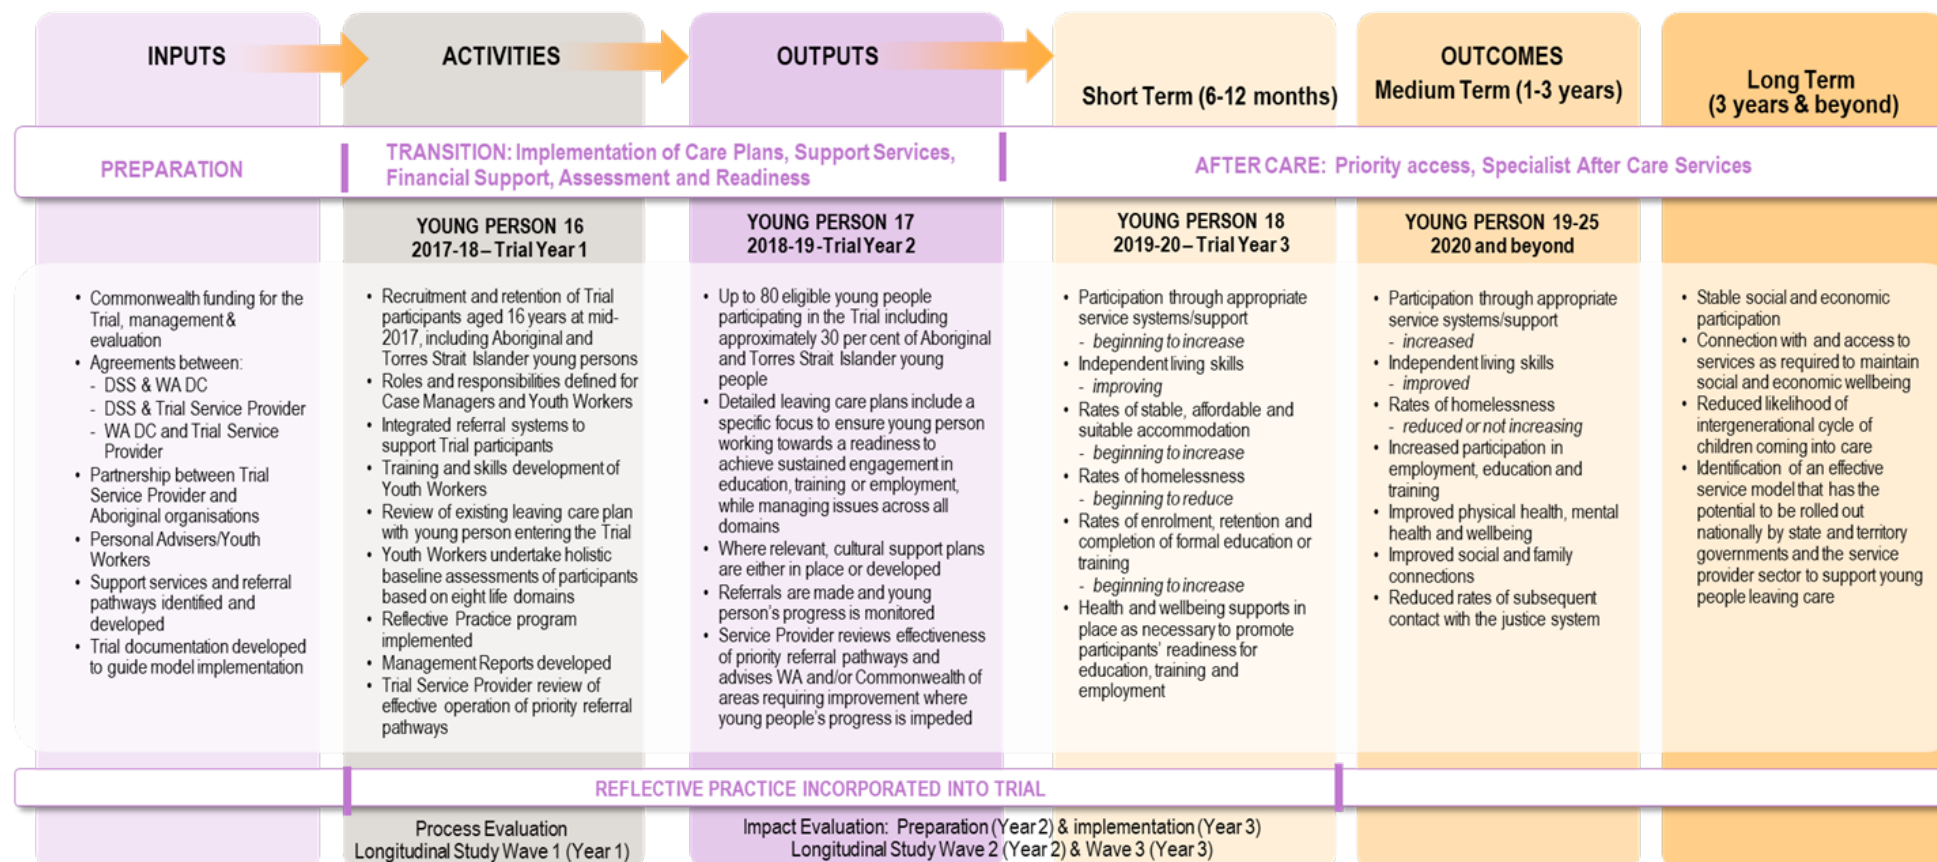 INPUTS
ACTIVITIES
OUTPUTS
OUTCOMES
Short Term (6-12 months)
Medium Term (1-3 years)
Long Term
(3 years & beyond)
PREPARATION
TRANSITION: Implementation of Care Plans, Support Services,
Financial Support, Assessment and Readiness
AFTER CARE: Priority access, Specialist After Care Services
YOUNG PERSON 16
2017-18 – Trial Year 1
YOUNG PERSON 17
2018-19 -Trial Year 2
YOUNG PERSON 18
2019-20 – Trial Year 3
YOUNG PERSON 19-25
2020 and beyond
• Commonwealth funding for the
Trial, management &
evaluation
• Agreements between:
- DSS & WA DC
- DSS & Trial Service Provider
- WA DC and Trial Service
Provider
• Partnership between Trial
Service Provider and
Aboriginal organisations
• Personal Advisers/Youth
Workers
• Support services and referral
pathways identified and
developed
• Trial documentation developed
to guide model implementation
• Recruitment and retention of Trial
participants aged 16 years at mid-
2017, including Aboriginal and
Torres Strait Islander young persons
• Roles and responsibilities defined for
Case Managers and Youth Workers
• Integrated referral systems to
support Trial participants
• Training and skills development of
Youth Workers
• Review of existing leaving care plan
with young person entering the Trial
• Youth Workers undertake holistic
baseline assessments of participants
based on eight life domains
• Reflective Practice program
implemented
• Management Reports developed
• Trial Service Provider review of
effective operation of priority referral
pathways
• Up to 80 eligible young people
participating in the Trial including
approximately 30 per cent of Aboriginal
and Torres Strait Islander young
people
• Detailed leaving care plans include a
specific focus to ensure young person
working towards a readiness to
achieve sustained engagement in
education, training or employment,
while managing issues across all
domains
• Where relevant, cultural support plans
are either in place or developed
• Referrals are made and young
person's progress is monitored
• Service Provider reviews effectiveness
of priority referral pathways and
advises WA and/or Commonwealth of
areas requiring improvement where
young people's progress is impeded
• Participation through appropriate
service systems/support
- beginning to increase
• Independent living skills
- improving
• Rates of stable, affordable and
suitable accommodation
- beginning to increase
• Rates of homelessness
- beginning to reduce
• Rates of enrolment, retention and
completion of formal education or
training
- beginning to increase
• Health and wellbeing supports in
place as necessary to promote
participants' readiness for
education, training and
employment
• Participation through appropriate
service systems/support
- increased
• Independent living skills
- improved
• Rates of homelessness
- reduced or not increasing
• Increased participation in
employment, education and
training
• Improved physical health, mental
health and wellbeing
• Improved social and family
connections
• Reduced rates of subsequent
contact with the justice system
• Stable social and economic
participation
• Connection with and access to
services as required to maintain
social and economic wellbeing
• Reduced likelihood of
intergenerational cycle of
children coming into care
• Identification of an effective
service model that has the
potential to be rolled out
nationally by state and territory
governments and the service
provider sector to support young
people leaving care
REFLECTIVE PRACTICE INCORPORATED INTO TRIAL
Process Evaluation
Longitudinal Study Wave 1 (Year 1)
Impact Evaluation: Preparation (Year 2) & implementation (Year 3)
Longitudinal Study Wave 2 (Year 2) & Wave 3 (Year 3)